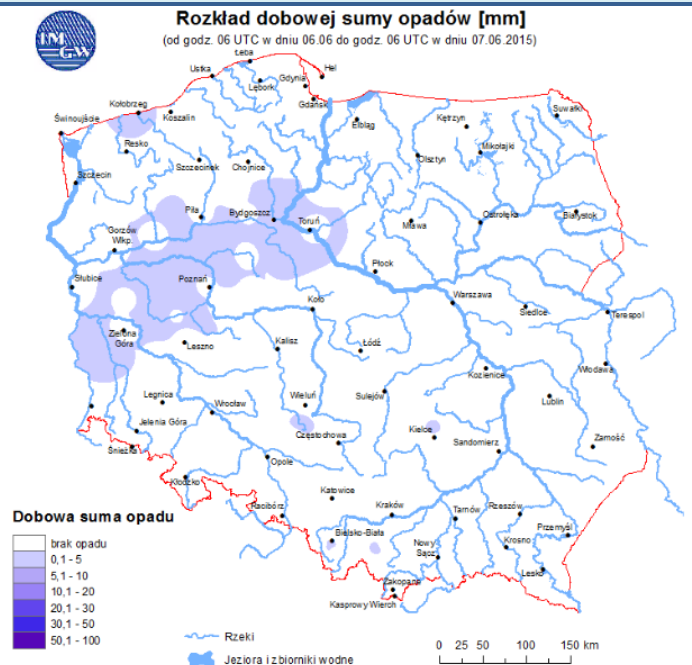 Rozkład dobowej sumy opadów [mm]
(od godz. 06 UTC w dniu 06.06 do godz. 06 UTC w dniu 07.06.2015)
IM
GW
Łeba
Hel
Ustka
Gdynia
Lębork
Gdańsk
Kołobrzeg
Koszalin
Suwałki
Świnoujście
Elbląg
Kętrzyn
Resko
Mikołajki
Szczecinek
Chojnice
Olsztyn
Szczecin
Piła
Bydgoszcz
Toruń
Mława
Ostrołęka
Białystok
Gorzów
Wlkp.
Słubice
Poznań
Płock
Koło
Warszawa
Siedlce
Terespol
Zielona
Góra
Leszno
Kalisz
Łódź
Kozienice
Włodawa
Legnica
Wrocław
Wieluń
Sulejów
Lublin
Jelenia Góra
Częstochowa
Kielce
Sandomierz
Zamość
Śnieżka
Opole
Kłodzko
Katowice
Racibórz
Kraków
Tarnów
Rzeszów
Przemyśl
Bielsko-Biała
Nowy
Sącz
Krosno
Lesko
Zakopane
Kasprowy Wierch
Dobowa suma opadu
brak opadu
0,1 - 5
5,1 - 10
10,1 - 20
20,1 - 30
30,1 - 50
50,1 - 100
Rzeki
Jeziora i zbiorniki wodne
0 25 50 100 150 km